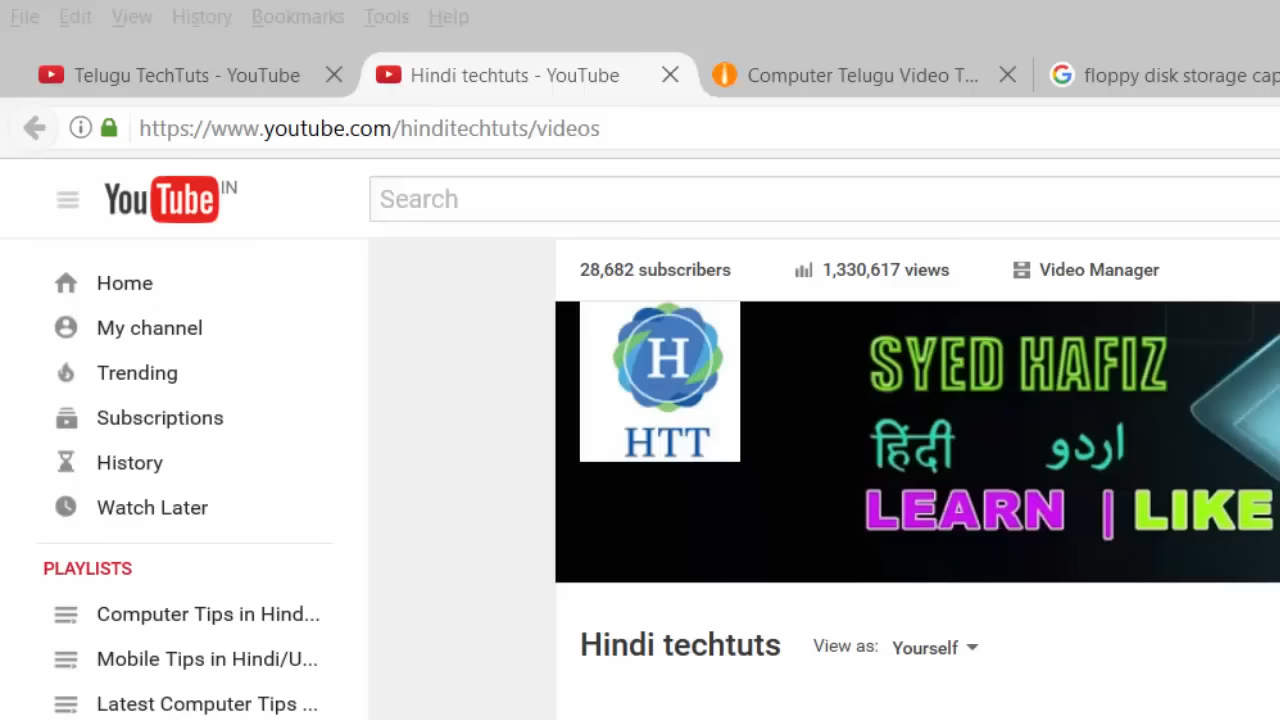 File Edit View History Bookmarks Tools Help
Telugu TechTuts - YouTube
Hindi techtuts - YouTube
Computer Telugu Video T...
floppy disk storage cap
https://www.youtube.com/hinditechtuts/videos
YouTube IN
Search
28,682 subscribers
1,330,617 views
Video Manager
Home
My channel
Trending
Subscriptions
History
Watch Later
PLAYLISTS
Computer Tips in Hind...
Mobile Tips in Hindi/U...
Latest Computer Tips ...
H
HTT
SYED HAFIZ
हिंदी اردو
LEARN | LIKE
Hindi techtuts
View as: Yourself